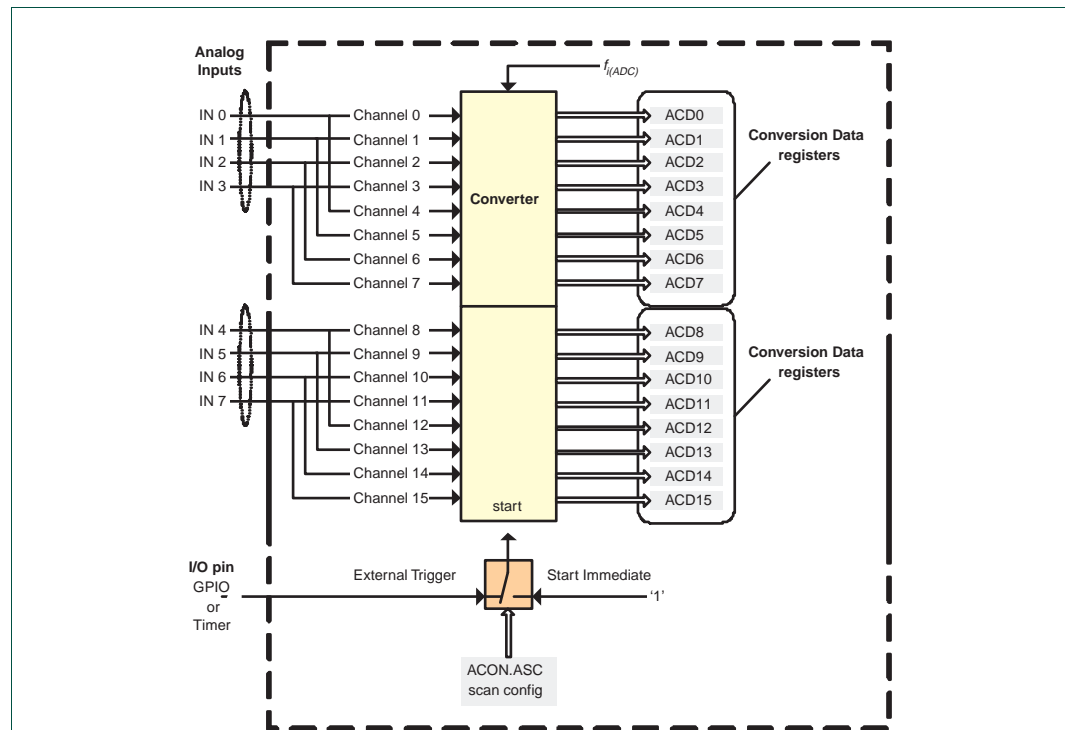 Analog
Inputs
f i(ADC)
IN 0
Channel 0
ACD0
IN 1
Channel 1
ACD1
IN 2
Channel 2
ACD2
IN 3
Channel 3
ACD3
Channel 4
ACD4
Channel 5
ACD5
Channel 6
ACD6
Channel 7
ACD7
Converter
Conversion Data
registers
IN 4
Channel 8
ACD8
IN 5
Channel 9
ACD9
IN 6
Channel 10
ACD10
IN 7
Channel 11
ACD11
Channel 12
ACD12
Channel 13
ACD13
Channel 14
ACD14
Channel 15
ACD15
start
Conversion Data
registers
I/O pin
GPIO
or
Timer
External Trigger
Start Immediate
‘1’
ACON.ASC
scan config